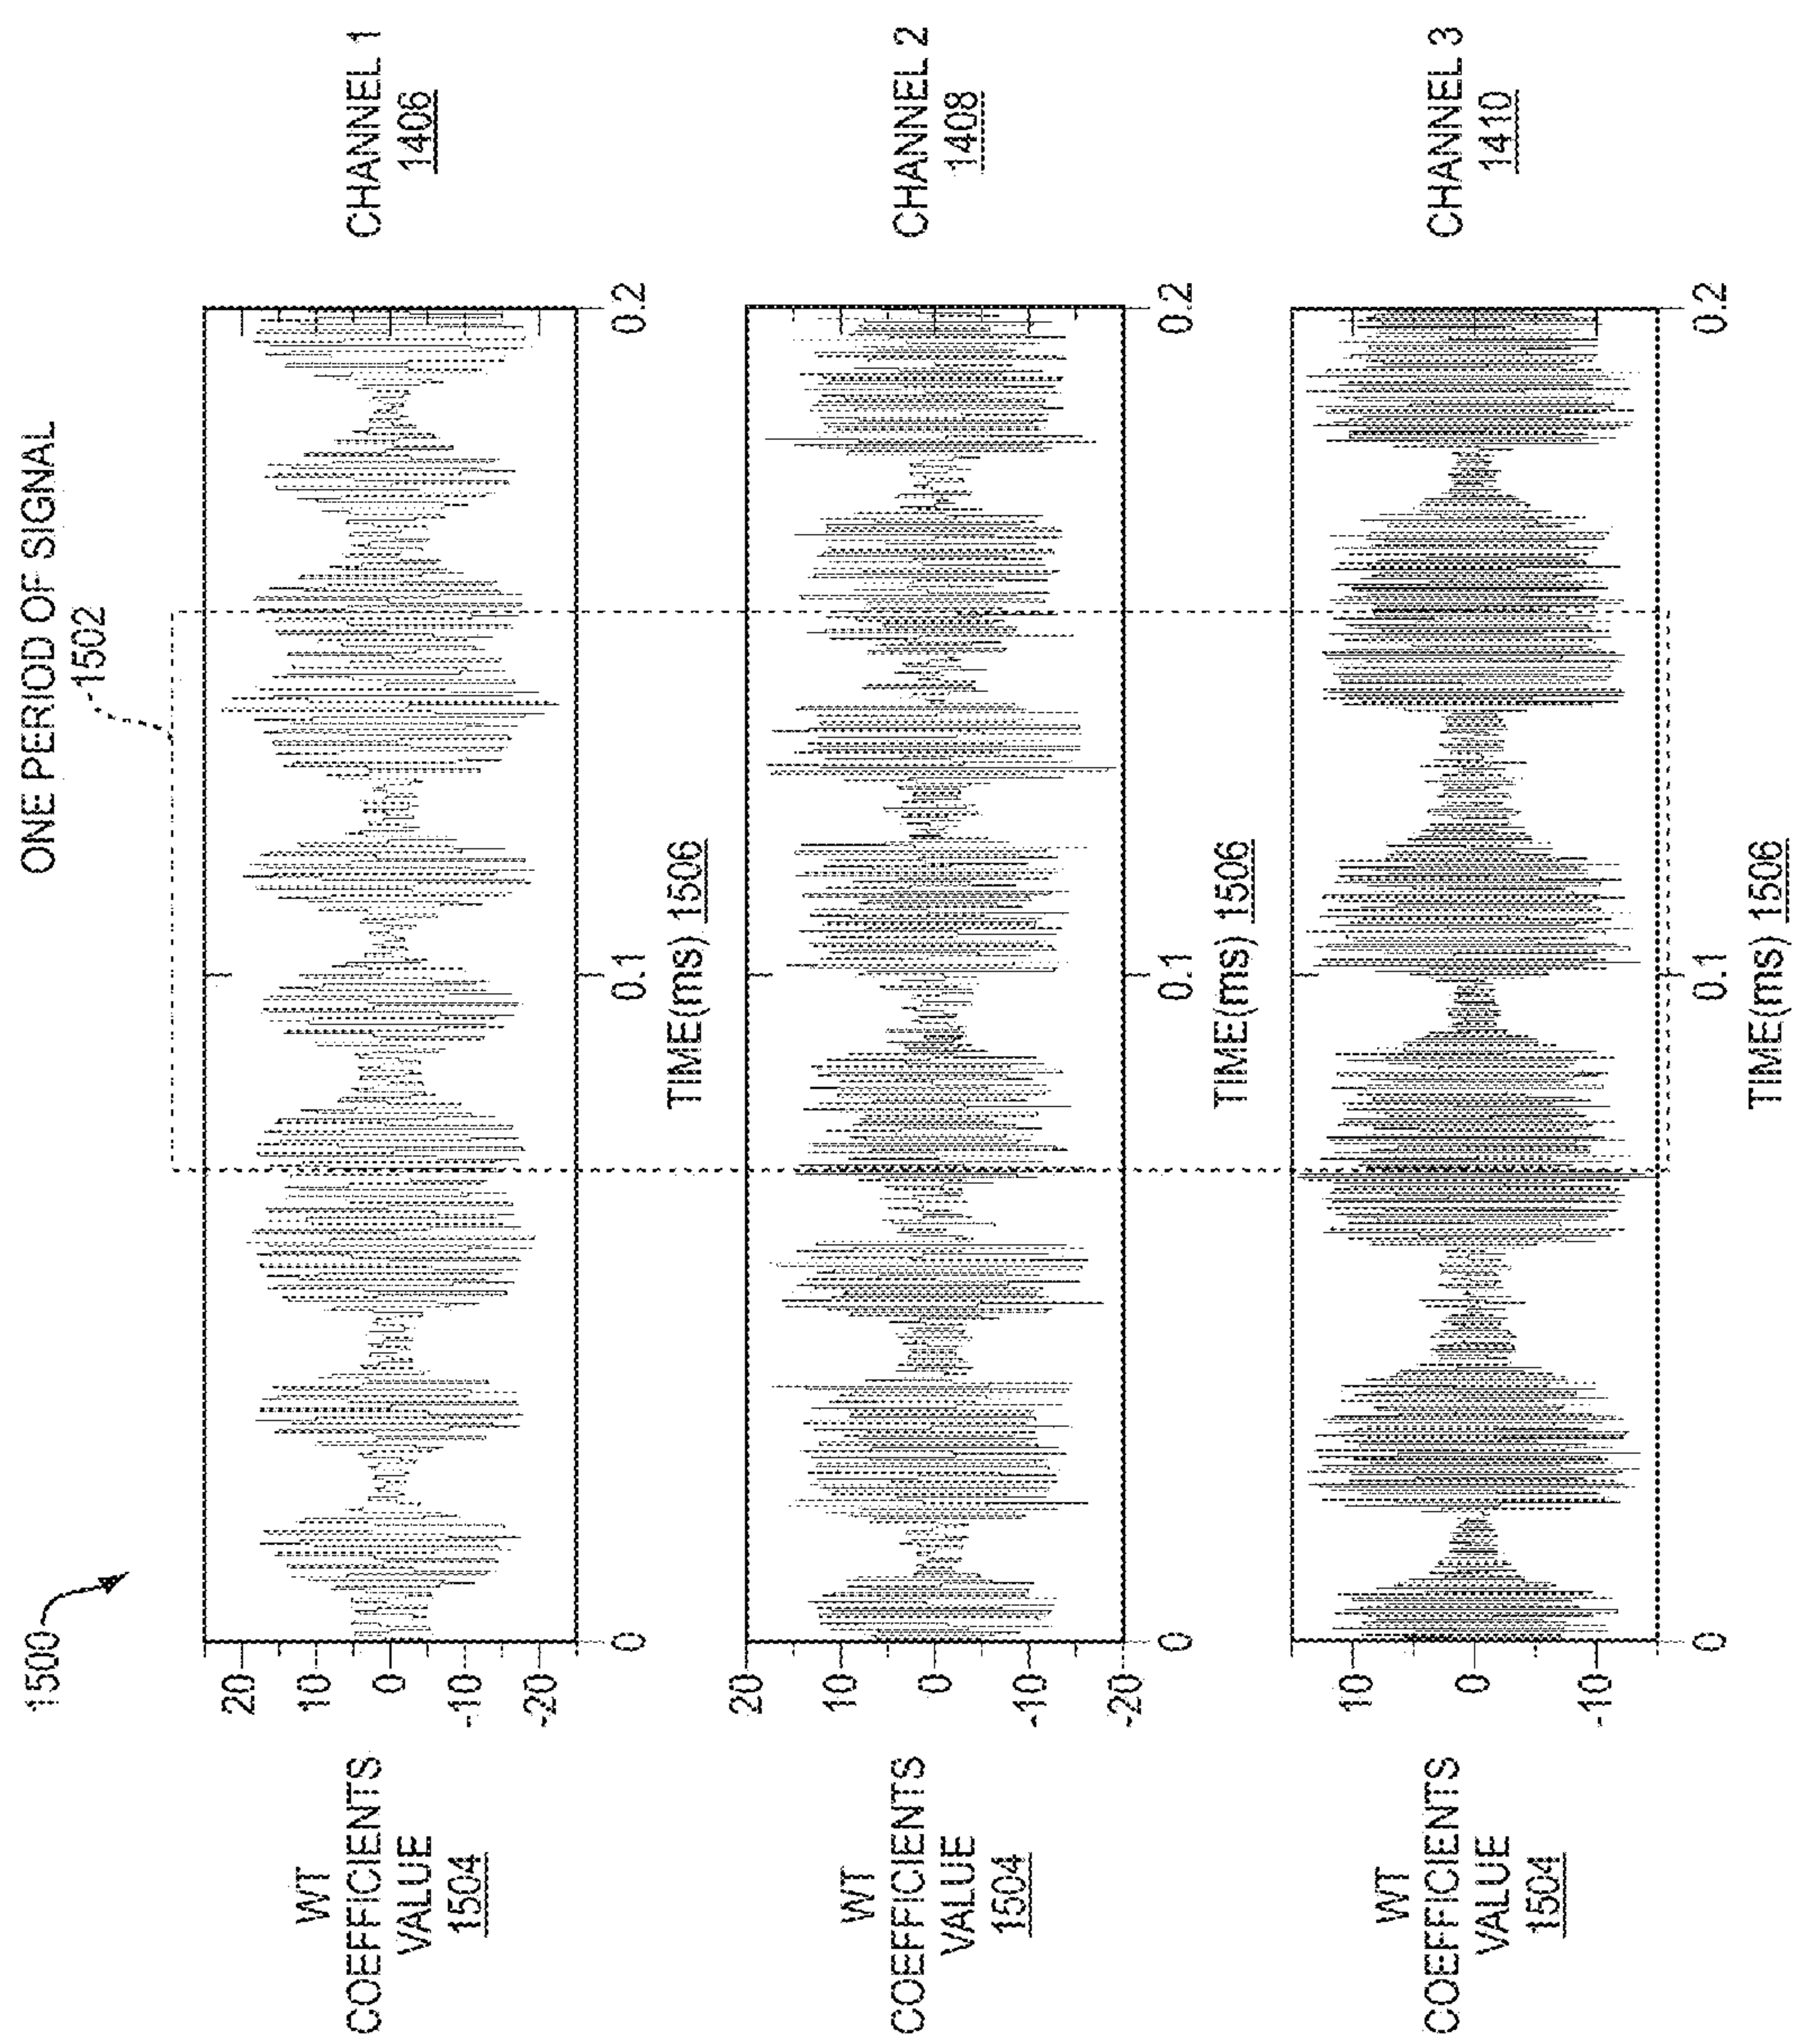 1500
ONE PERIOD OF SIGNAL
1502
WT
COEFFICIENTS
VALUE
1504
20
10
0
-10
-20
0
0.1
0.2
TIME(ms) 1506
CHANNEL 1
1406
WT
COEFFICIENTS
VALUE
1504
20
10
0
-10
-20
0
0.1
0.2
TIME(ms) 1506
CHANNEL 2
1408
WT
COEFFICIENTS
VALUE
1504
10
0
-10
0
0.1
0.2
TIME(ms) 1506
CHANNEL 3
1410